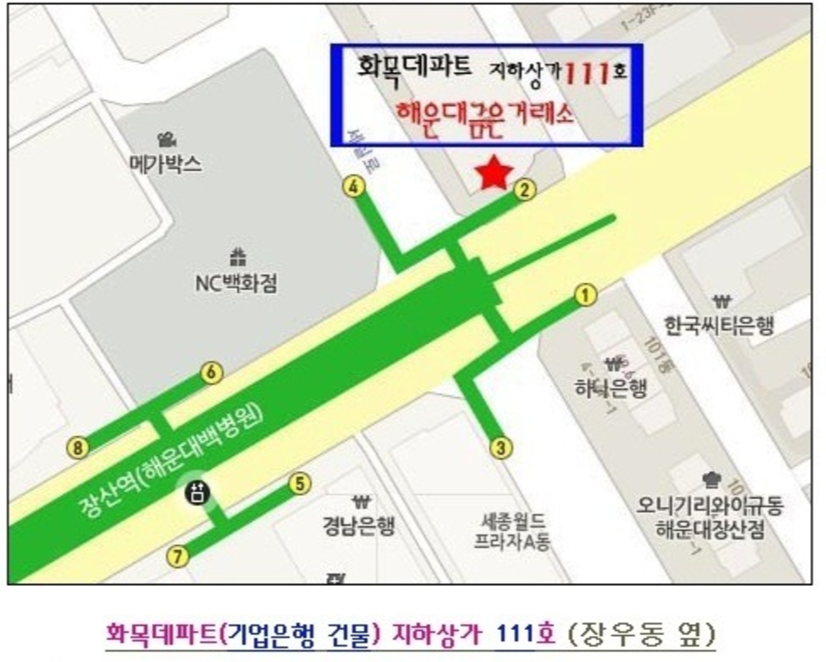 1-23
화목데파트 지하상가111호
해운대금은거래소
세실로
메가박스
4
2
NC백화점
1
한국씨티은행
101동
하나은행
6
8
장산역(해운대백병원)
3
5
오니기리와이규동
해운대장산점
경남은행
세종월드
프라자A동
7
화목데파트(기업은행 건물) 지하상가 111호 (장우동 옆)